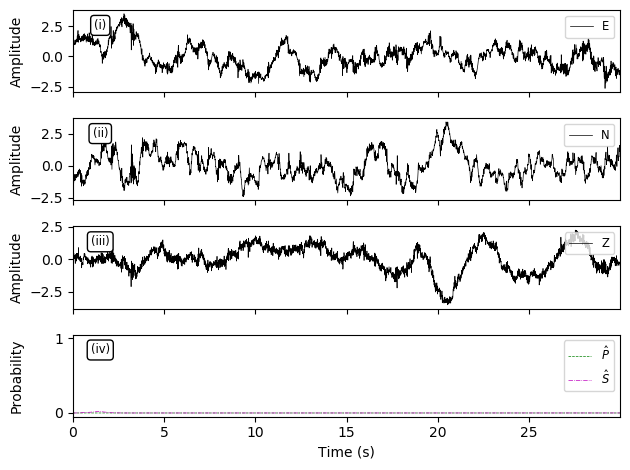 (i)
E
2.5
0.0
−2.5
Amplitude
(ii)
N
2.5
0.0
−2.5
Amplitude
(iii)
Z
2.5
0.0
−2.5
Amplitude
(iv)
P̂
Ŝ
1
0
Probability
0 5 10 15 20 25
Time (s)